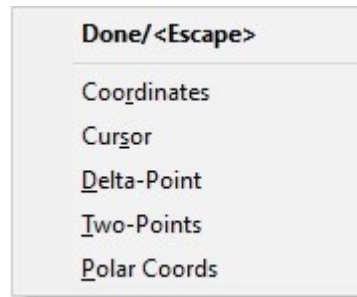 Done/<Escape>
Coordinates
Cursor
Delta-Point
Two-Points
Polar Coords